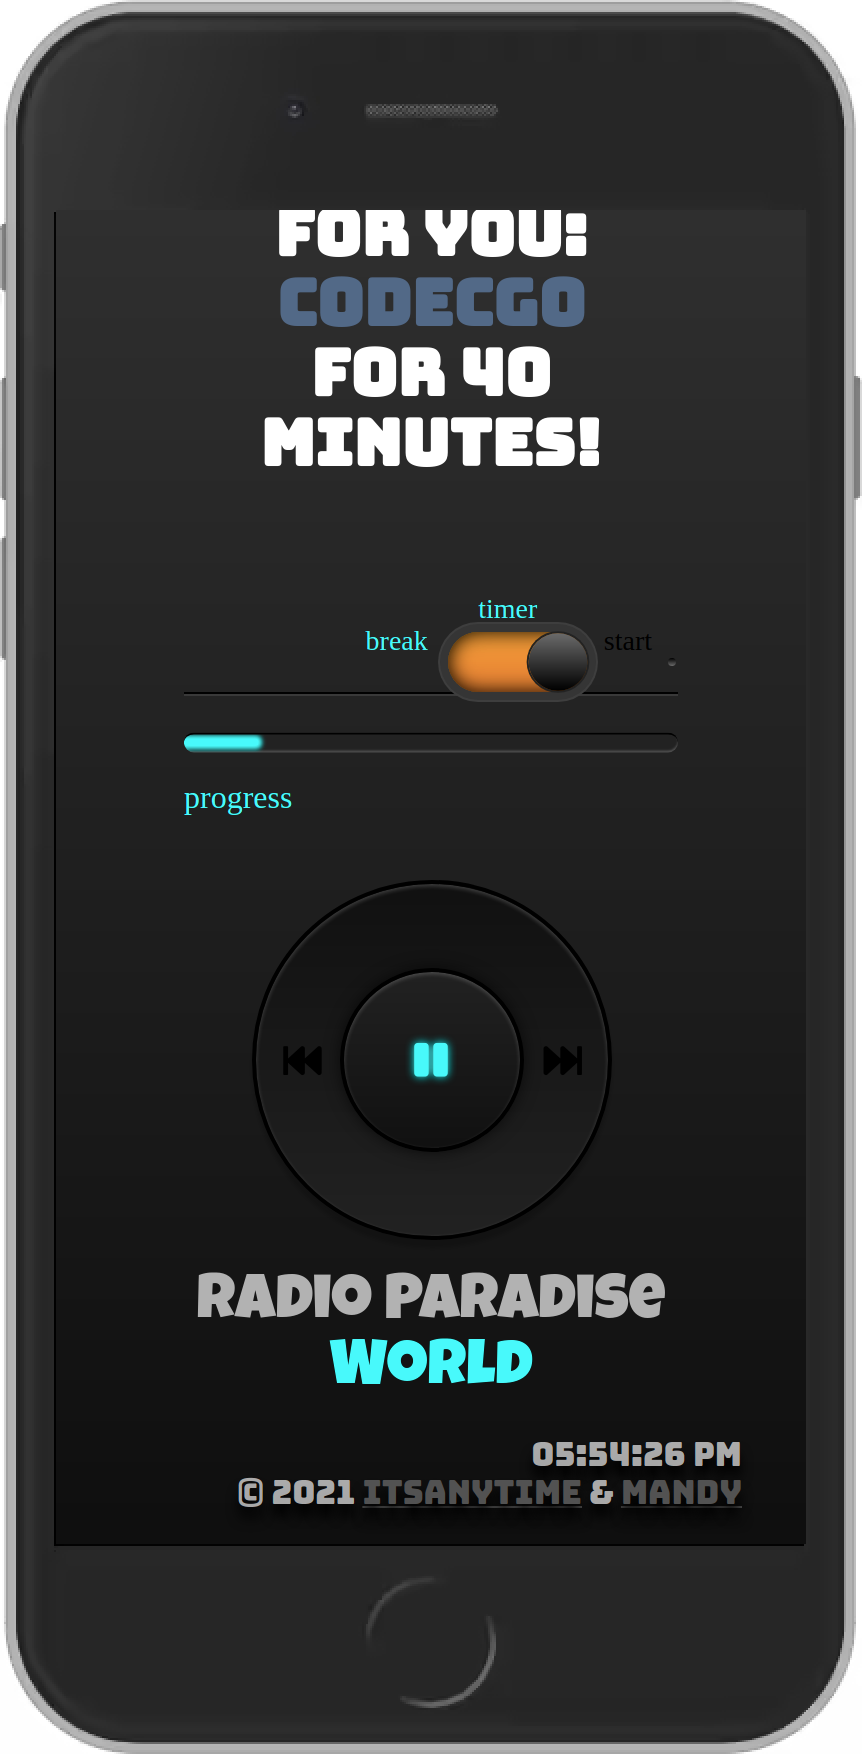 FOR YOU:
CODECGO
FOR 40
MINUTES!
timer
break start
progress
RADIO PARADISE
WORLD
05:54:26 PM
© 2021 ITSANYTIME & MANDY